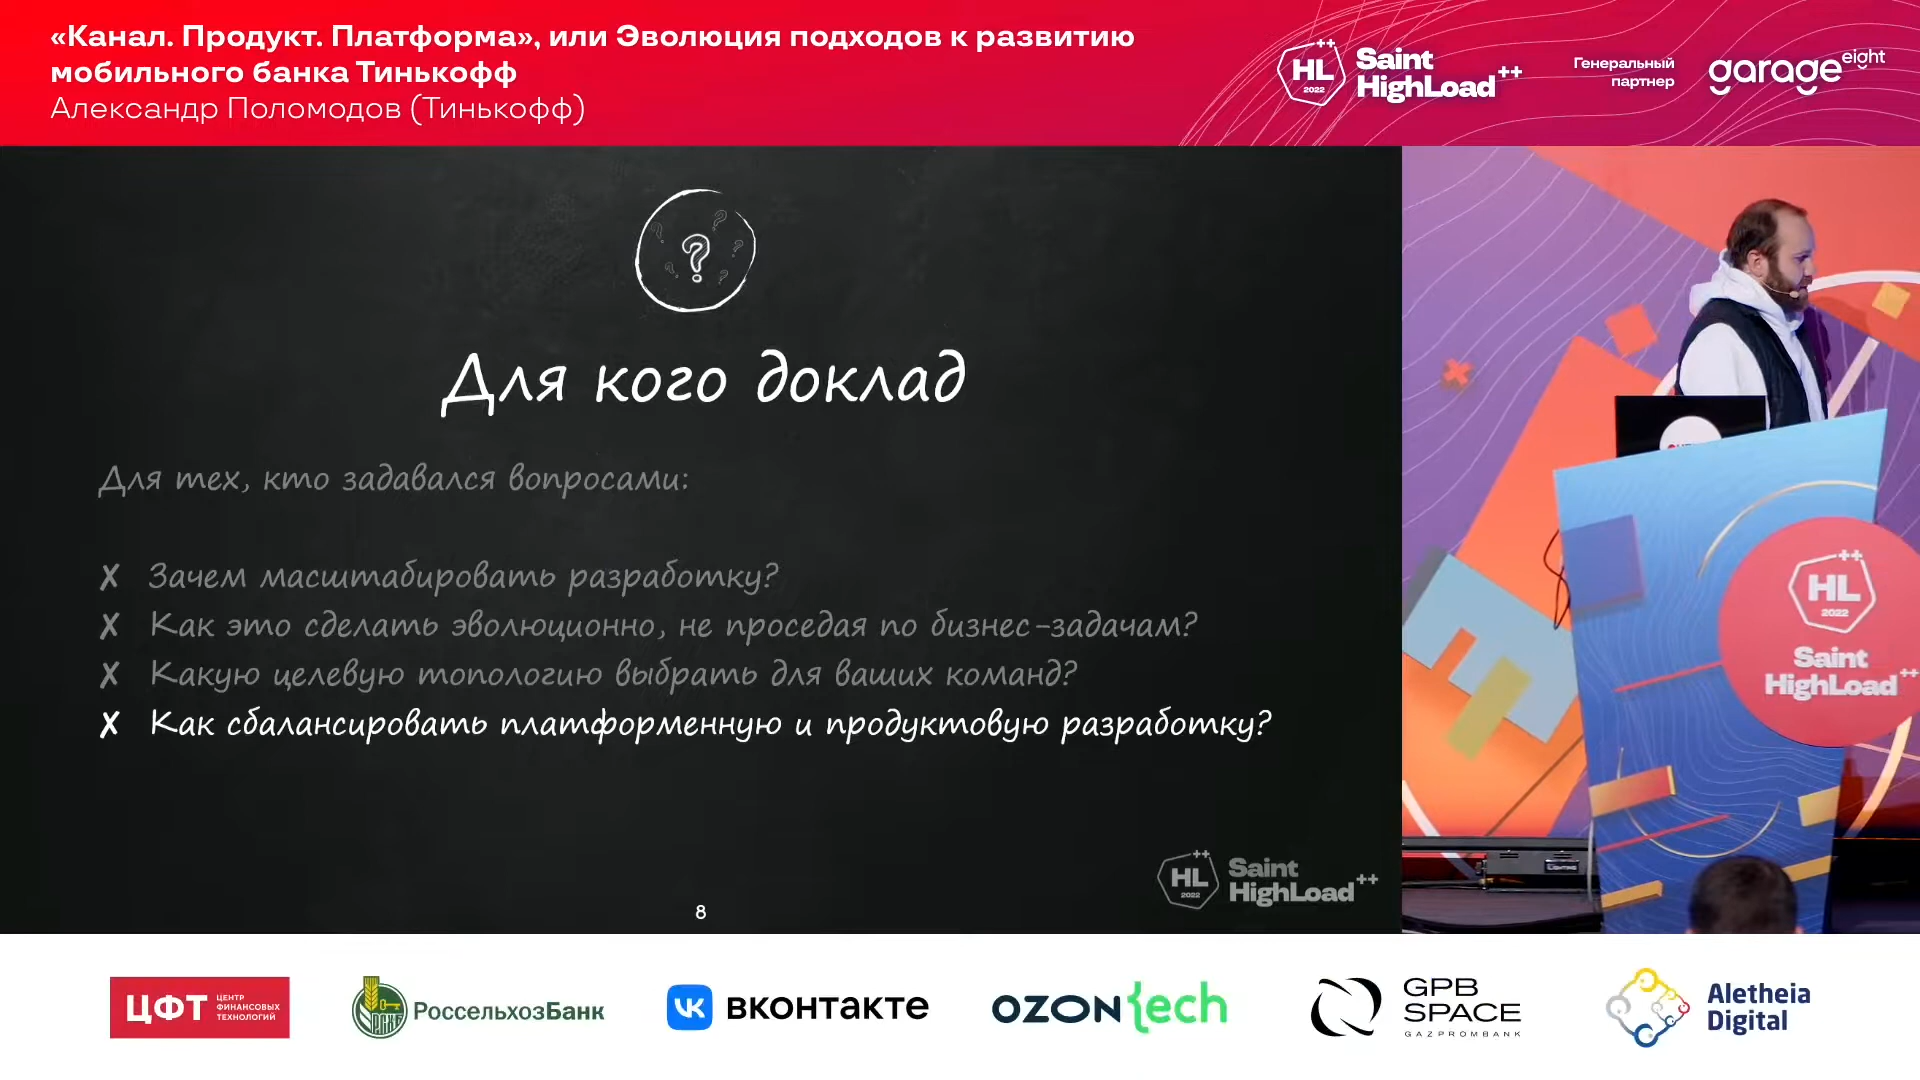 «Канал. Продукт. Платформа», или Эволюция подходов к развитию
мобильного банка Тинькофф
Александр Поломодов (Тинькофф)
HL
2022
Saint
HighLoad++
Генеральный
партнер
garage eight
?
Для кого доклад
Для тех, кто задавался вопросами:
✗ Зачем масштабировать разработку?
✗ Как это сделать эволюционно, не проседая по бизнес-задачам?
✗ Какую целевую топологию выбрать для ваших команд?
✗ Как сбалансировать платформенную и продуктовую разработку?
HL
2022
Saint
HighLoad++
8
HL
2022
Saint
HighLoad++
ЦФТ
ЦЕНТР
ФИНАНСОВЫХ
ТЕХНОЛОГИЙ
РоссельхозБанк
вконтакте
OZON{tech
GPB
SPACE
GAZPROMBANK
Aletheia
Digital